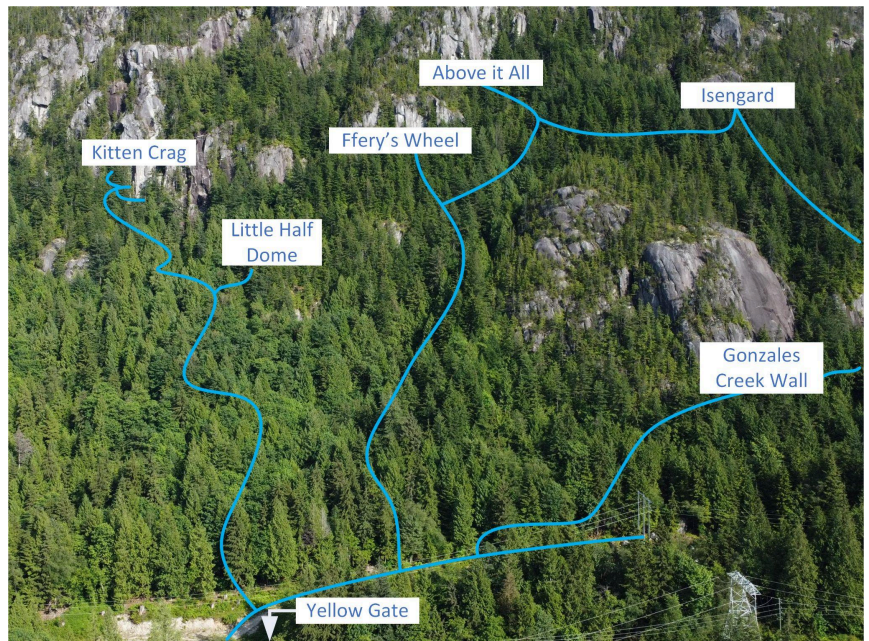 Above it All
Isengard
Ffery's Wheel
Kitten Crag
Little Half
Dome
Gonzales
Creek Wall
Yellow Gate